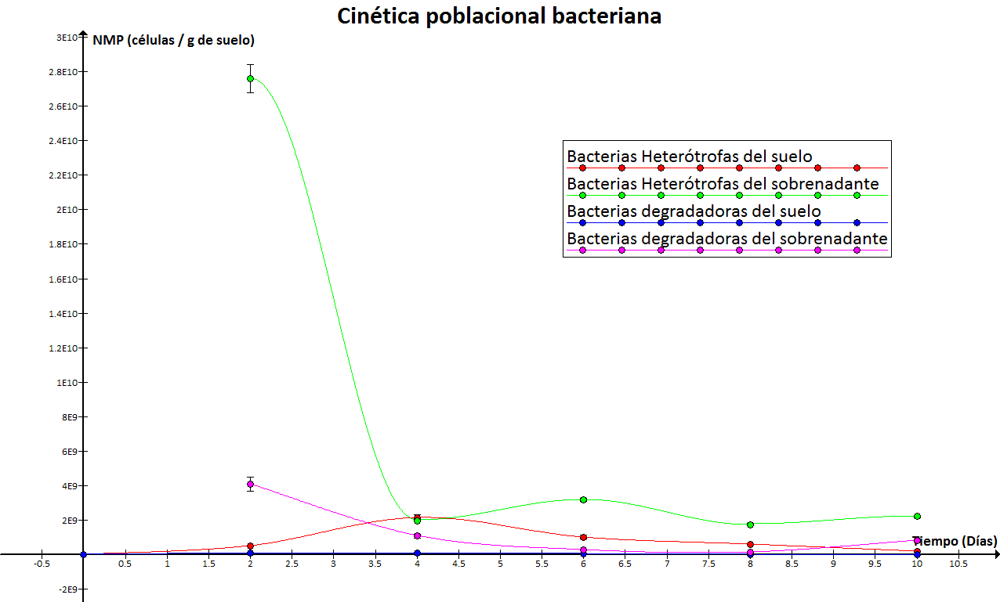 Cinética poblacional bacteriana
NMP (células / g de suelo)
3E10
2.8E10
2.6E10
2.4E10
2.2E10
2E10
1.8E10
1.6E10
1.4E10
1.2E10
1E10
8E9
6E9
4E9
2E9
-2E9
Bacterias Heterótrofas del suelo
Bacterias Heterótrofas del sobrenadante
Bacterias degradadoras del suelo
Bacterias degradadoras del sobrenadante
Tiempo (Días)
-0.5 0.5 1 1.5 2 2.5 3 3.5 4 4.5 5 5.5 6 6.5 7 7.5 8 8.5 9 9.5 10 10.5